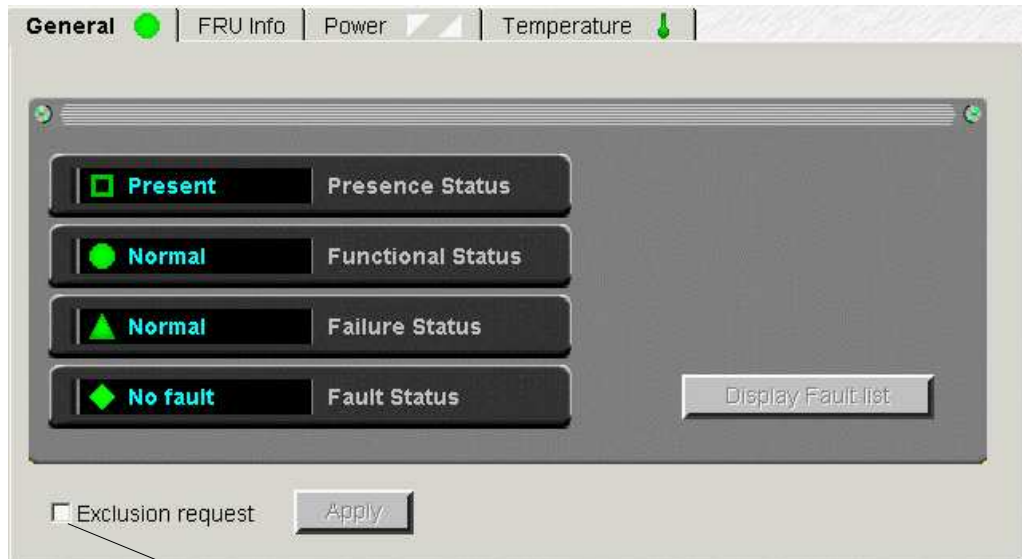 General FRU Info Power Temperature
Present Presence Status
Normal Functional Status
Normal Failure Status
No fault Fault Status
Display Fault list
Exclusion request Apply